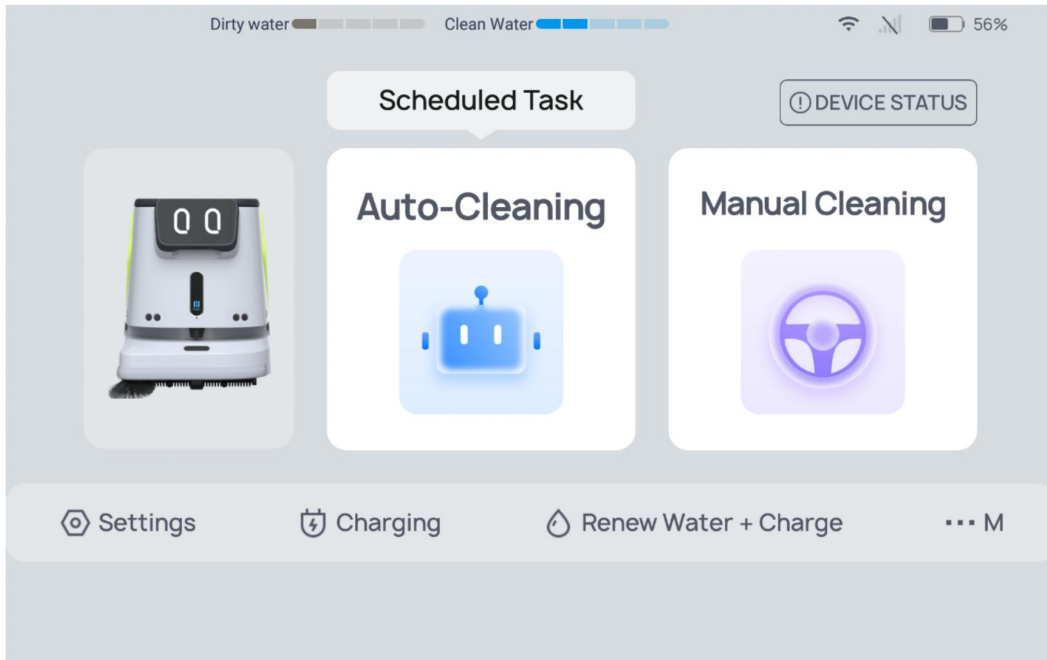 Dirty water Clean Water 56%
Scheduled Task
DEVICE STATUS
Auto-Cleaning
Manual Cleaning
Settings Charging Renew Water + Charge ••• M